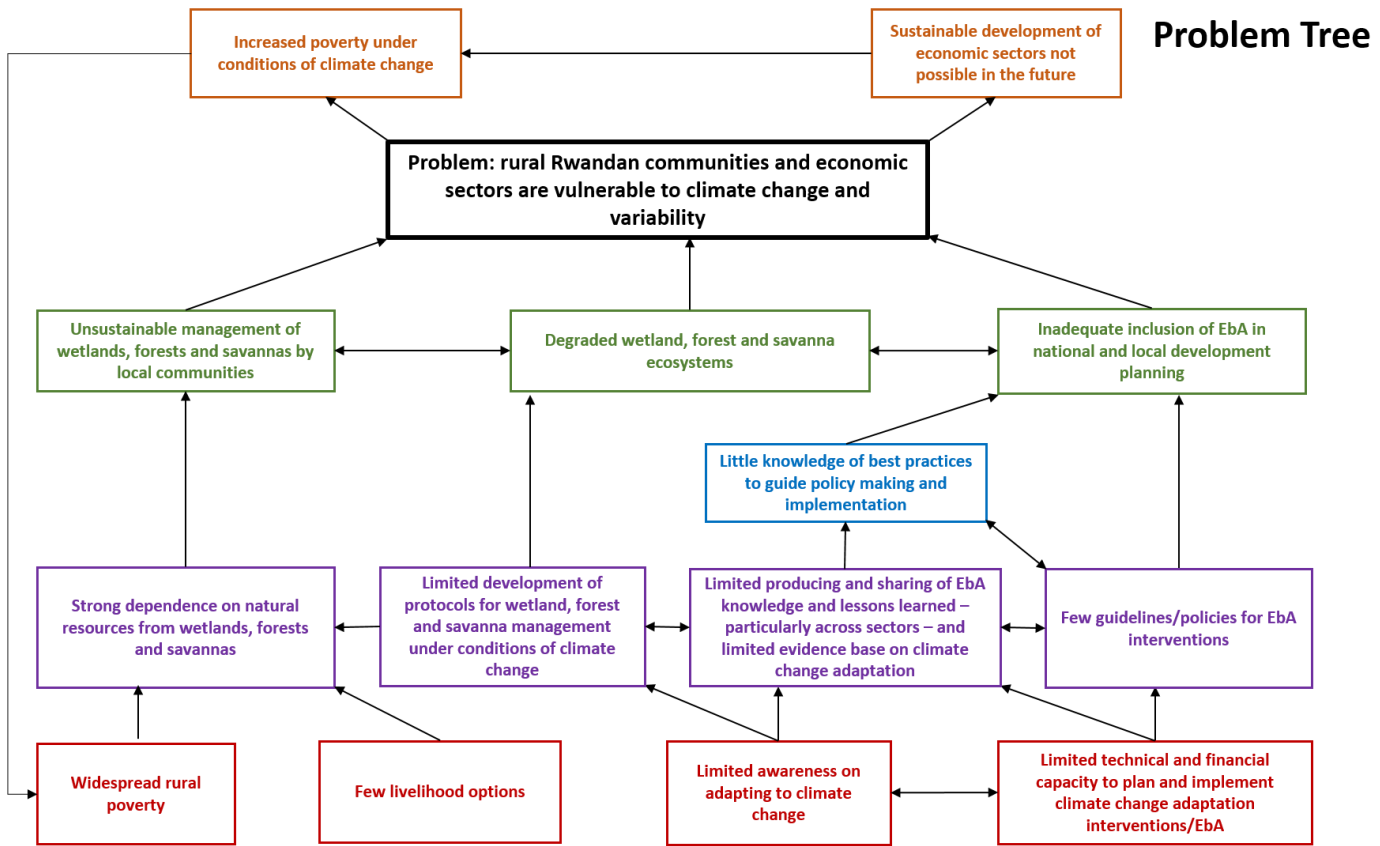 Problem Tree
Increased poverty under
conditions of climate change
Sustainable development of
economic sectors not
possible in the future
Problem: rural Rwandan communities and economic
sectors are vulnerable to climate change and
variability
Unsustainable management of
wetlands, forests and savannas by
local communities
Degraded wetland, forest and savanna
ecosystems
Inadequate inclusion of EbA in
national and local development
planning
Little knowledge of best practices
to guide policy making and
implementation
Strong dependence on natural
resources from wetlands, forests
and savannas
Limited development of
protocols for wetland, forest
and savanna management
under conditions of climate
change
Limited producing and sharing of EbA
knowledge and lessons learned –
particularly across sectors – and
limited evidence base on climate
change adaptation
Few guidelines/policies for EbA
interventions
Widespread rural
poverty
Few livelihood options
Limited awareness on
adapting to climate
change
Limited technical and financial
capacity to plan and implement
climate change adaptation
interventions/EbA